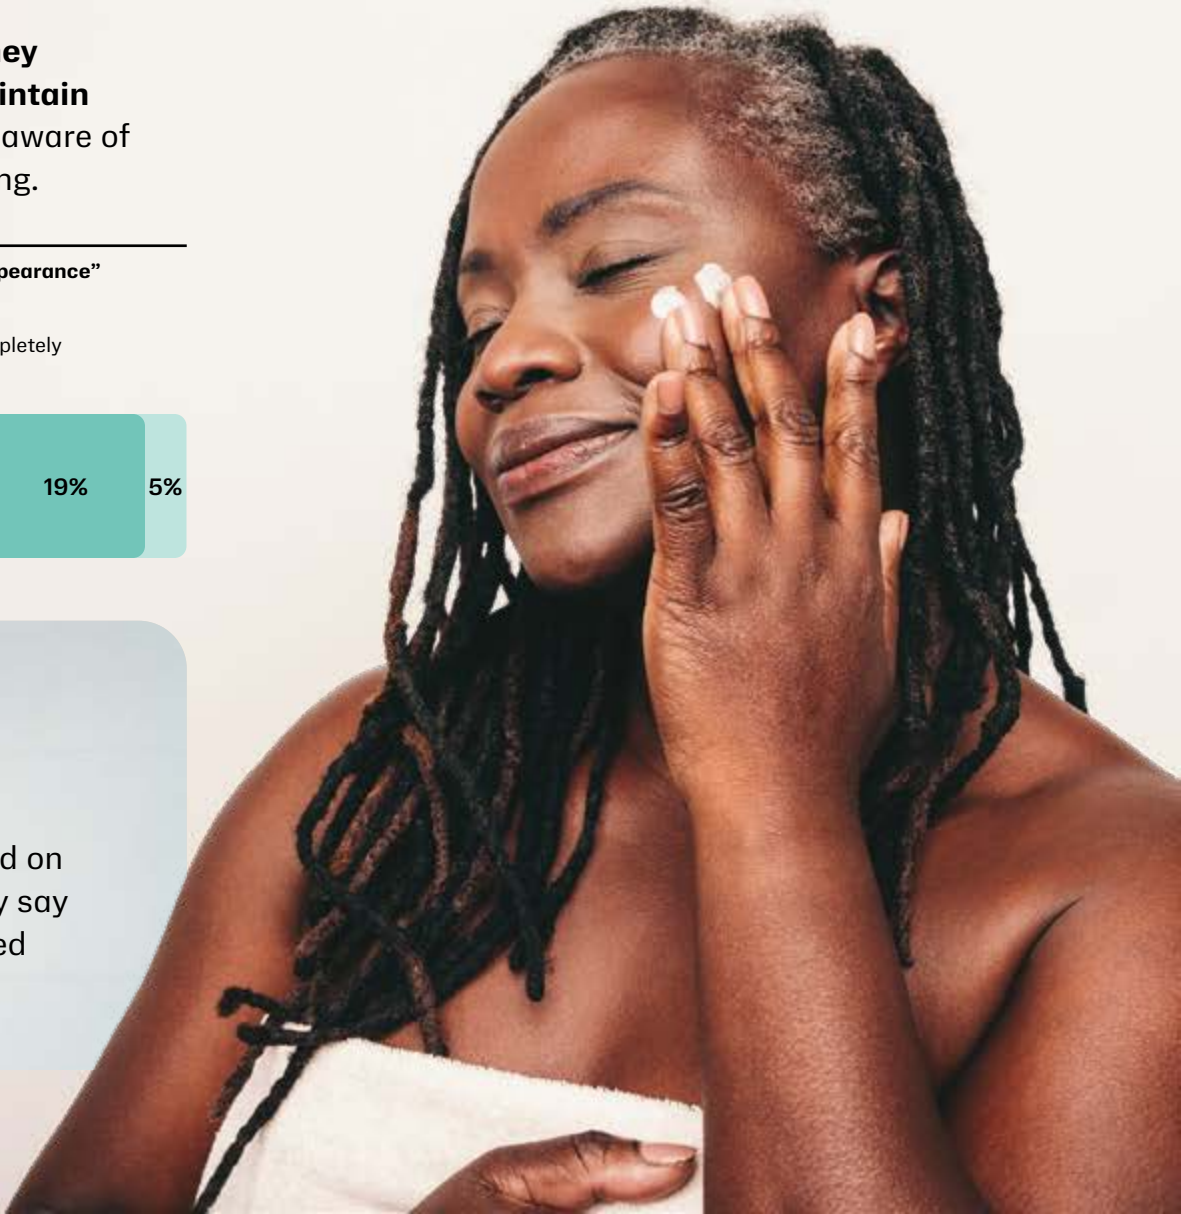 ey
intain
aware of
ng.
pearance”
pletely
19% 5%
d on
y say
ed